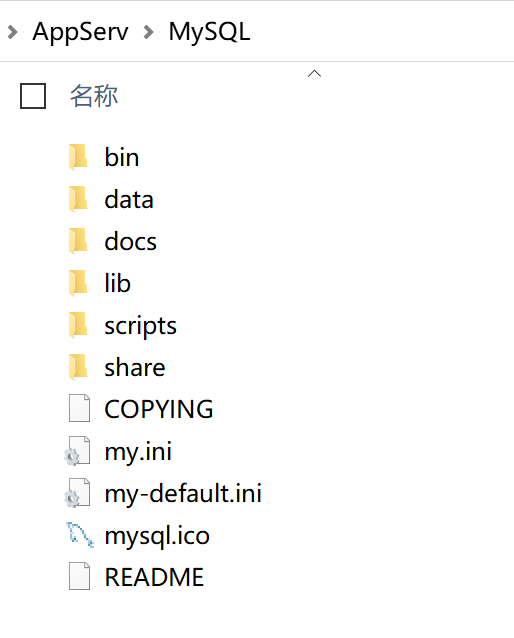 AppServ MySQL
名称
bin
data
docs
lib
scripts
share
COPYING
my.ini
my-default.ini
mysql.ico
README